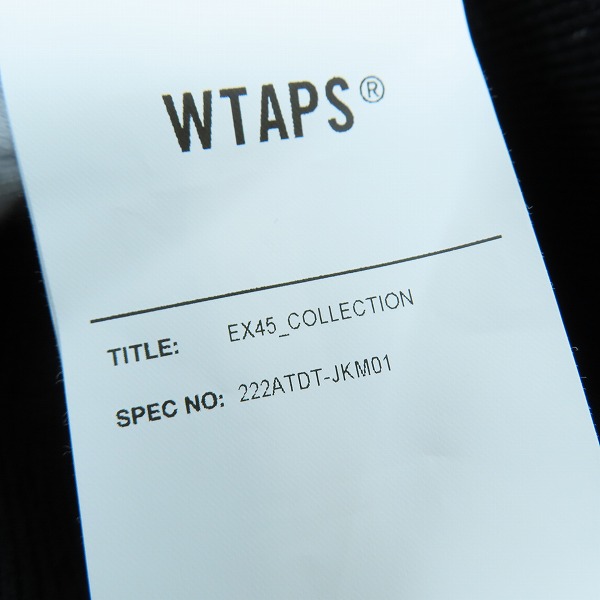 WTAPS®
TITLE: EX45_COLLECTION
SPEC NO: 222ATDT-JKM01